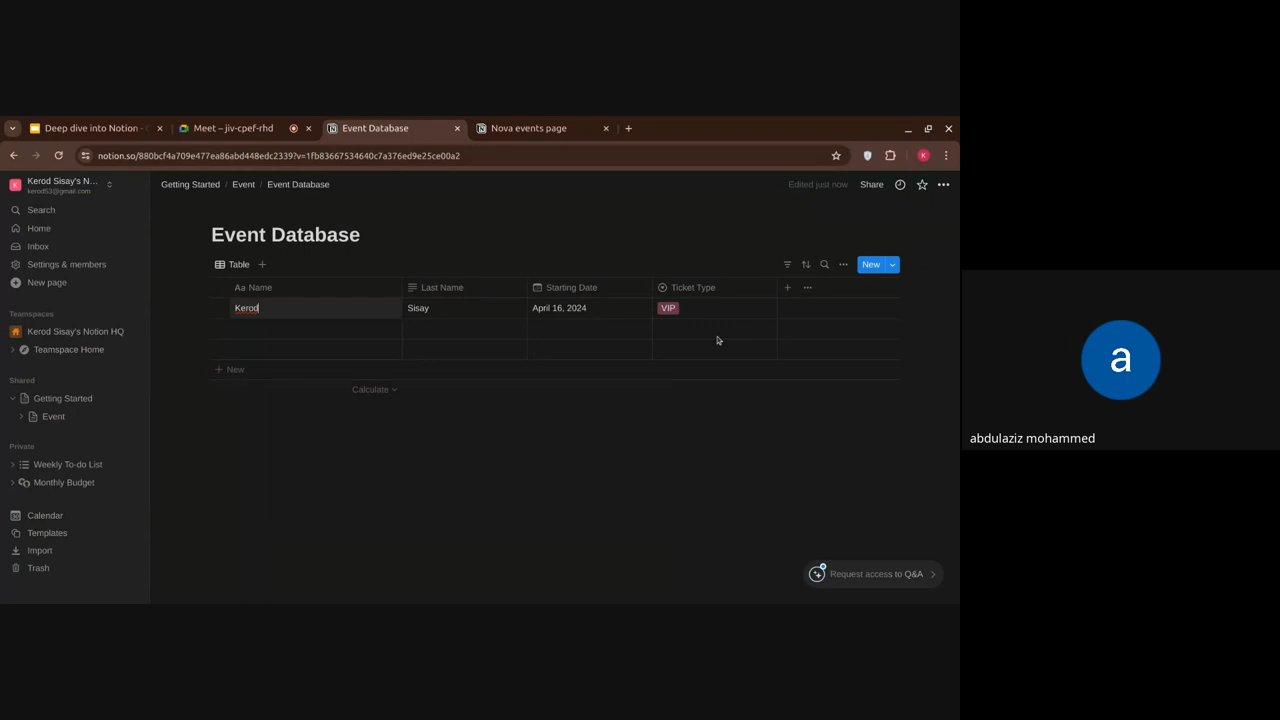 Deep dive into Notion -
Meet – jiv-cpef-rhd
Event Database
Nova events page
notion.so/880bcf4a709e477ea86abd448edc2339?v=1fb83667534640c7a376ed9e25ce00a2
K
K
Kerod Sisay's N...
kerod53@gmail.com
Getting Started / Event / Event Database
Edited just now
Share
Search
Home
Inbox
Settings & members
New page
Teamspaces
Kerod Sisay's Notion HQ
Teamspace Home
Shared
Getting Started
Event
Private
Weekly To-do List
Monthly Budget
Calendar
Templates
Import
Trash
Event Database
Table
New
Aa Name
Last Name
Starting Date
Ticket Type
Kerod
Sisay
April 16, 2024
VIP
New
Calculate
Request access to Q&A
a
abdulaziz mohammed